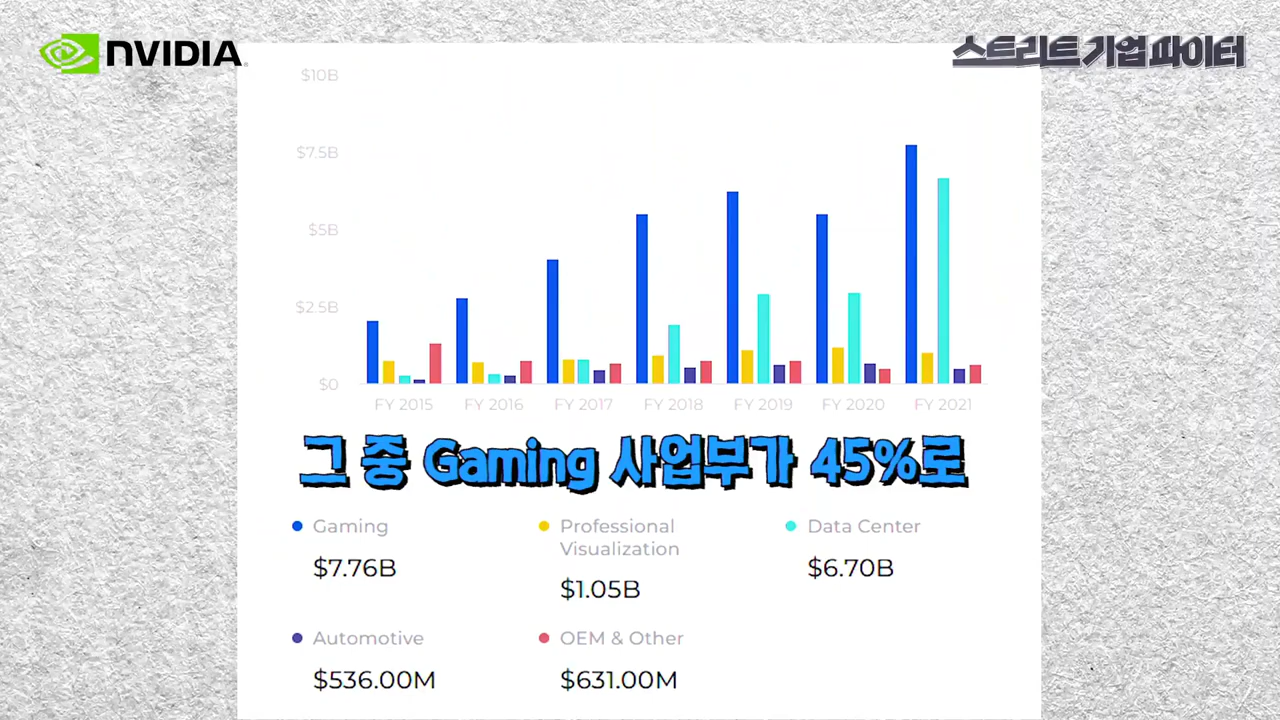 NVIDIA
스트리트 기업 파이터
$10B
$7.5B
$5B
$2.5B
$0
FY 2015 FY 2016 FY 2017 FY 2018 FY 2019 FY 2020 FY 2021
그 중 Gaming 사업부가 45%로
Gaming
$7.76B
Professional
Visualization
$1.05B
Data Center
$6.70B
Automotive
$536.00M
OEM & Other
$631.00M